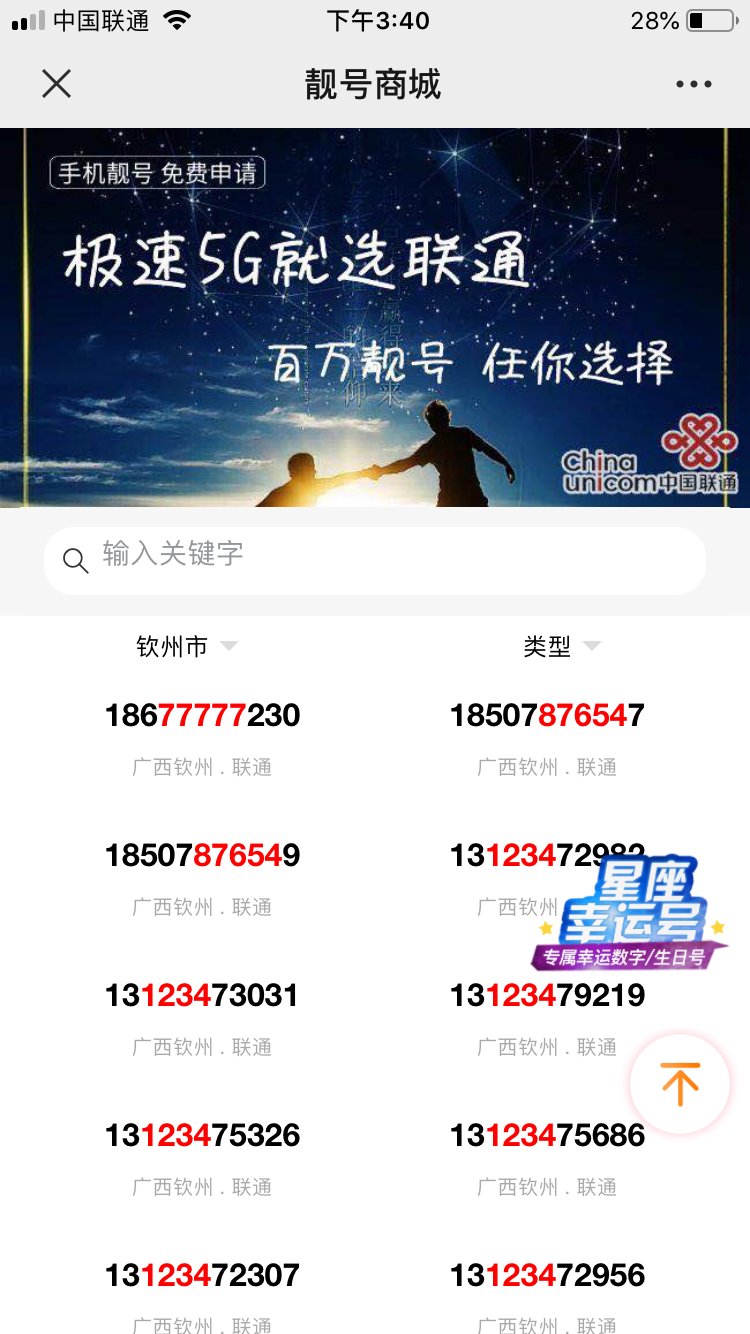 中国联通
下午3:40
28%
靓号商城
手机靓号 免费申请
极速5G就选联通
百万靓号 任你选择
China
unicom中国联通
输入关键字
钦州市
类型
18677777230
18507876547
广西钦州 . 联通
广西钦州 . 联通
18507876549
13123472982
广西钦州 . 联通
广西钦州
星座
幸运号
专属幸运数字/生日号
13123473031
13123479219
广西钦州 . 联通
广西钦州 . 联通
13123475326
13123475686
广西钦州 . 联通
广西钦州 . 联通
13123472307
13123472956
广西钦州 . 联通
广西钦州 . 联通